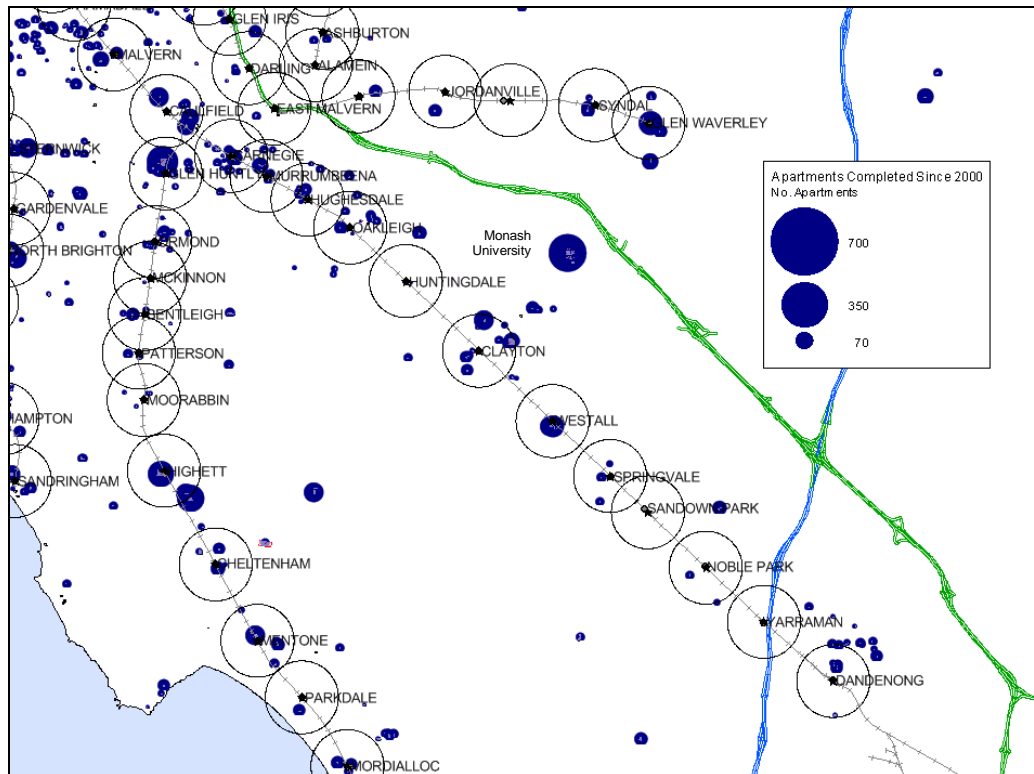 GLEN IRIS
ASHBURTON
MALVERN
DARLING
ALAMEIN
JORDANVILLE
SYNDAL
CAULFIELD
EAST MALVERN
GLEN WAVERLEY
CARNEGIE
GLEN HUNTLY
MURRUMBEENA
HUGHESDALE
GARDENVALE
OAKLEIGH
ORMOND
NORTH BRIGHTON
Monash
University
MCKINNON
HUNTINGDALE
BENTLEIGH
PATTERSON
CLAYTON
MOORABBIN
HAMPTON
WESTALL
HIGHETT
SANDRINGHAM
SPRINGVALE
SANDOWN PARK
CHELTENHAM
NOBLE PARK
YARRAMAN
MENTONE
DANDENONG
PARKDALE
MORDIALLOC
Apartments Completed Since 2000
No. Apartments
700
350
70